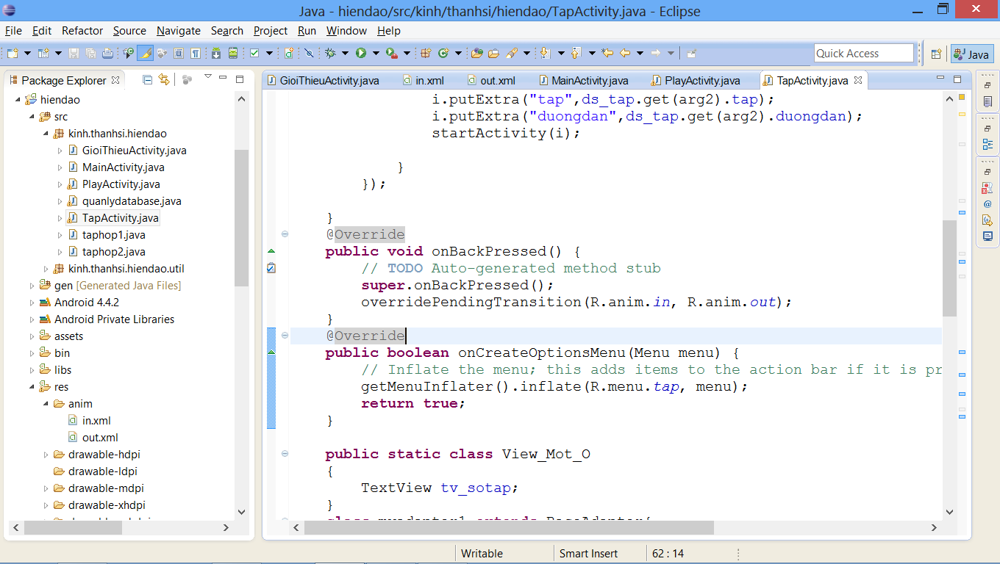 Java - hiendao/src/kinh/thanhsi/hiendao/TapActivity.java - Eclipse
File Edit Refactor Source Navigate Search Project Run Window Help
Quick Access
Java
Package Explorer
GioiThieuActivity.java in.xml out.xml MainActivity.java PlayActivity.java TapActivity.java
hiendao
src
kinh.thanhsi.hiendao
GioiThieuActivity.java
MainActivity.java
PlayActivity.java
quanlydatabase.java
TapActivity.java
taphop1.java
taphop2.java
kinh.thanhsi.hiendao.util
gen [Generated Java Files]
Android 4.4.2
Android Private Libraries
assets
bin
libs
res
anim
in.xml
out.xml
drawable-hdpi
drawable-ldpi
drawable-mdpi
drawable-xhdpi
i.putExtra("tap",ds_tap.get(arg2).tap);
i.putExtra("duongdan",ds_tap.get(arg2).duongdan);
startActivity(i);
}
});
}
@Override
public void onBackPressed() {
// TODO Auto-generated method stub
super.onBackPressed();
overridePendingTransition(R.anim.in, R.anim.out);
}
@Override
public boolean onCreateOptionsMenu(Menu menu) {
// Inflate the menu; this adds items to the action bar if it is pr
getMenuInflater().inflate(R.menu.tap, menu);
return true;
}
public static class View_Mot_O
{
TextView tv_sotap;
}
Writable Smart Insert 62 : 14